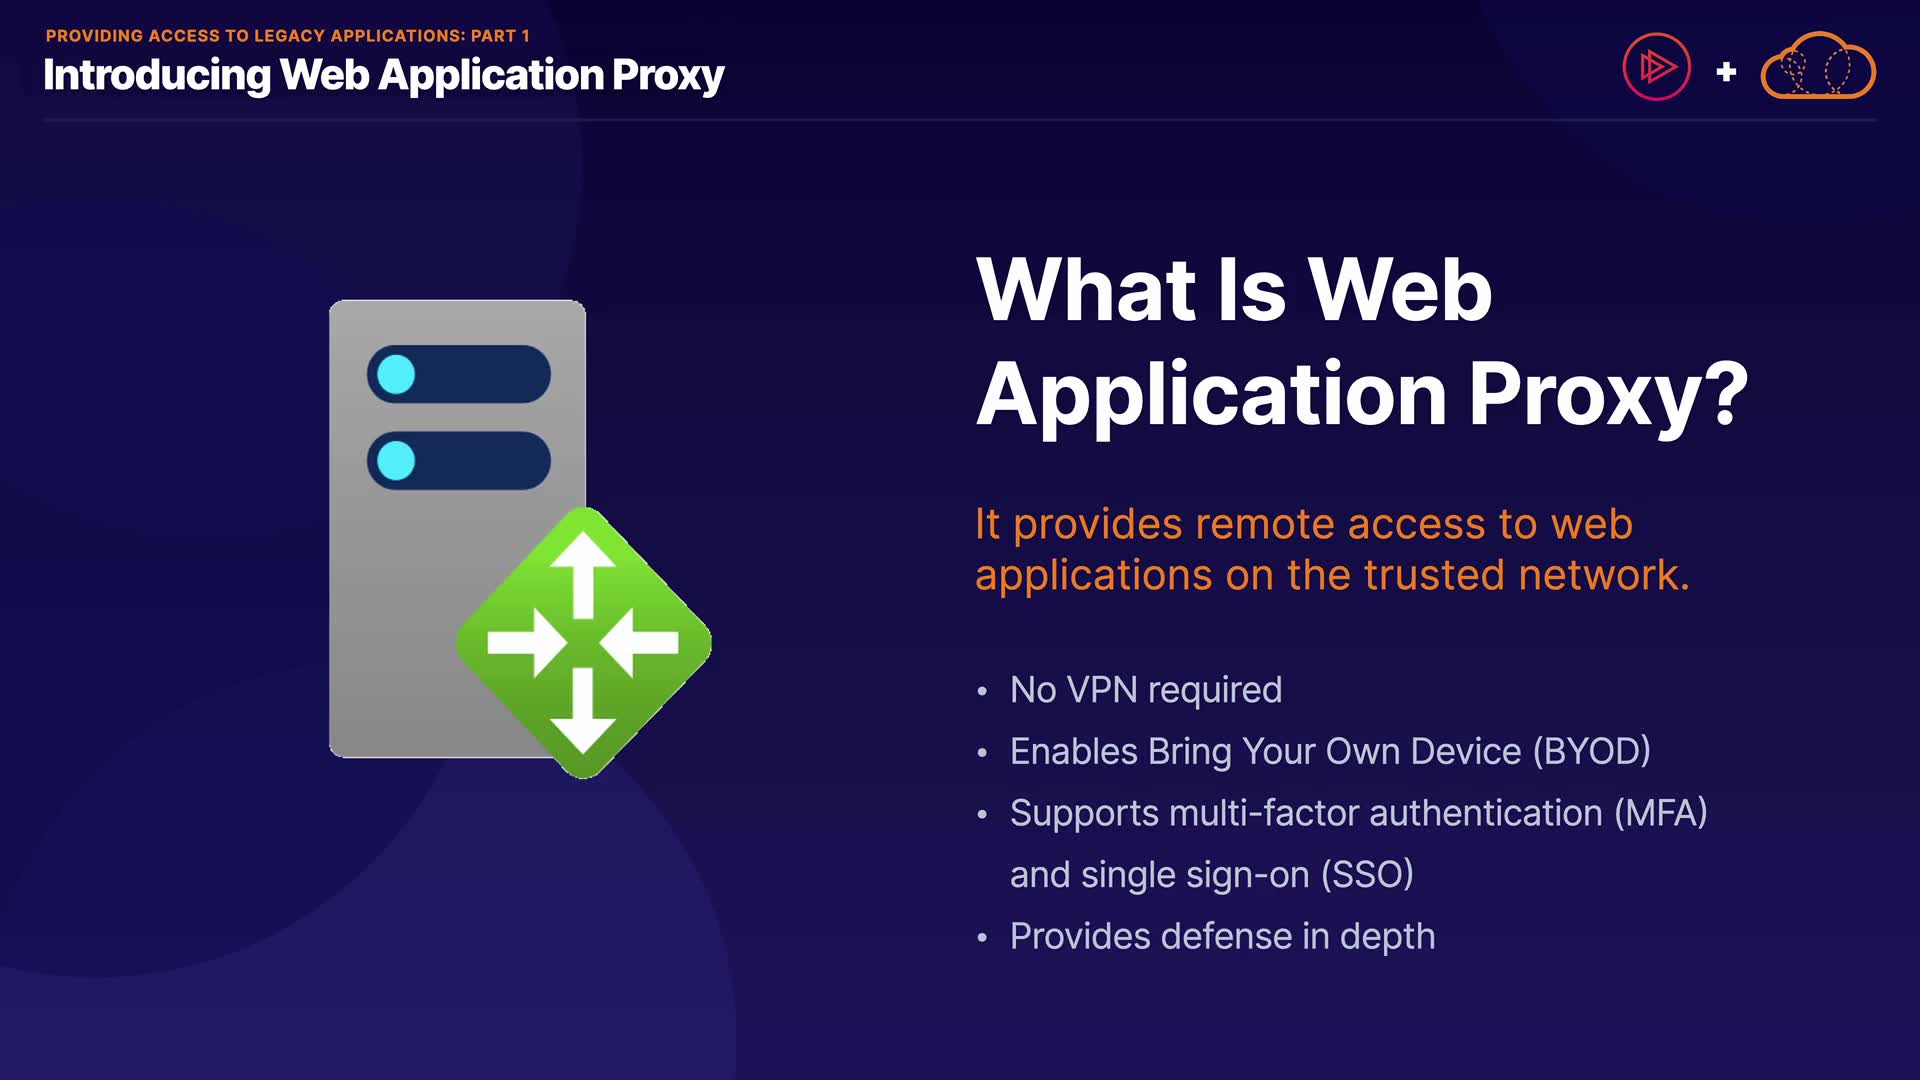 PROVIDING ACCESS TO LEGACY APPLICATIONS: PART 1
Introducing Web Application Proxy
+
What Is Web
Application Proxy?
It provides remote access to web
applications on the trusted network.
• No VPN required
• Enables Bring Your Own Device (BYOD)
• Supports multi-factor authentication (MFA)
and single sign-on (SSO)
• Provides defense in depth